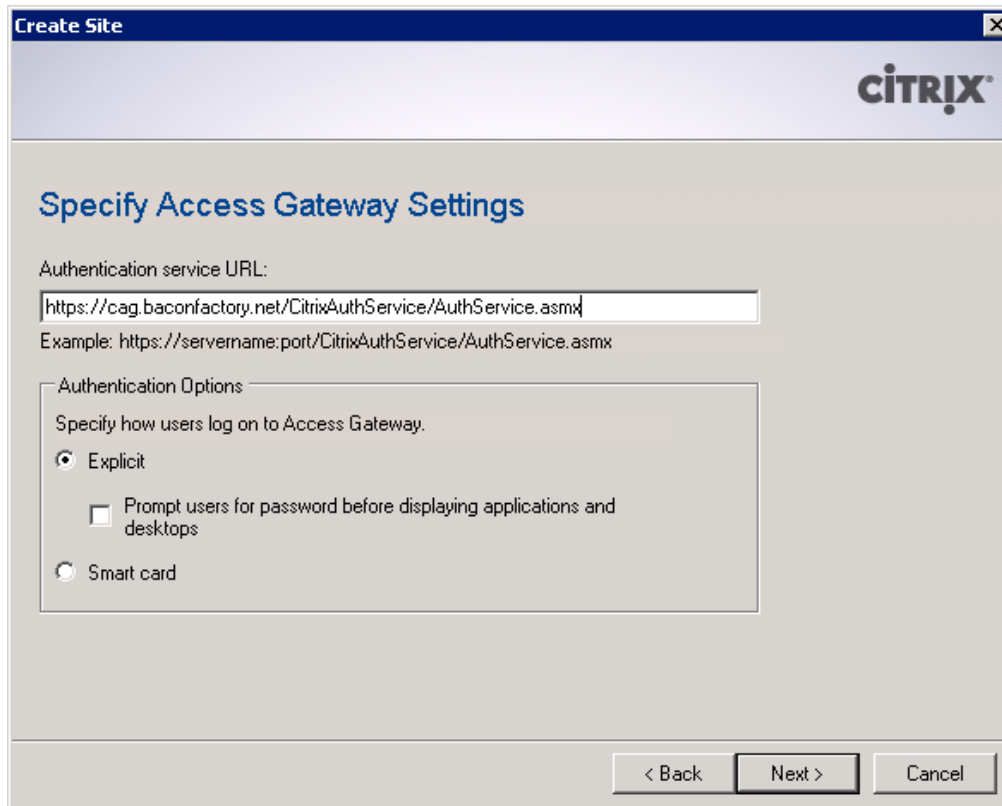 Create Site
CİTRIX®
Specify Access Gateway Settings
Authentication service URL:
https://cag.baconfactory.net/CitrixAuthService/AuthService.asmx
Example: https://servername:port/CitrixAuthService/AuthService.asmx
Authentication Options
Specify how users log on to Access Gateway.
Explicit
Prompt users for password before displaying applications and
desktops
Smart card
< Back Next > Cancel